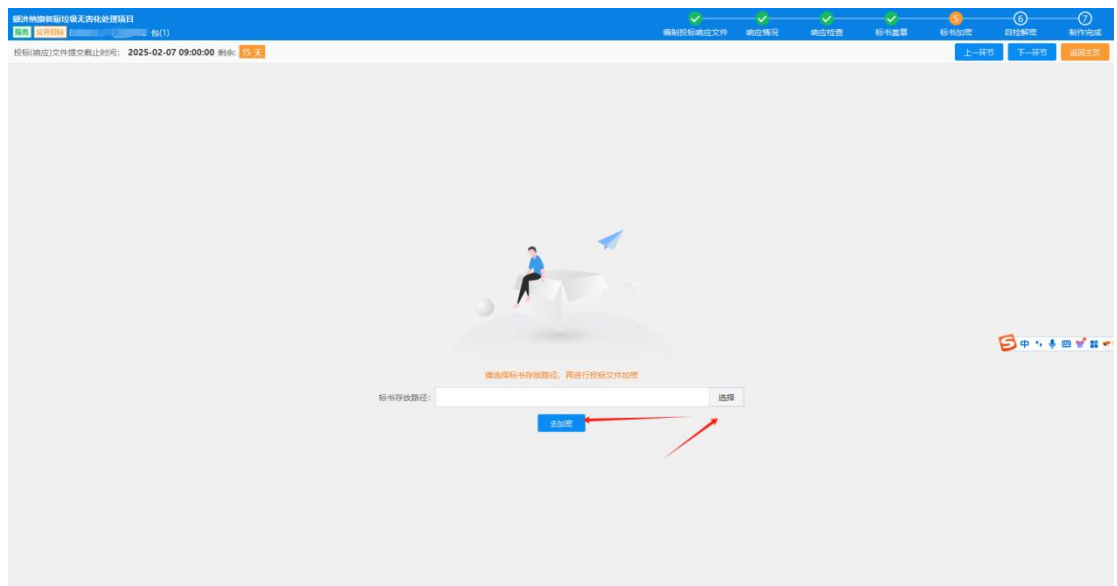 额济纳旗餐厨垃圾无害化处理项目
服务 公开招标 包(1)
编制投标响应文件 响应情况 响应检查 标书盖章 标书加密 自检解密 制作完成
5 6 7
投标(响应)文件提交截止时间: 2025-02-07 09:00:00 剩余: 15 天
上一环节 下一环节 返回主页
中
请选择标书存放路径，再进行投标文件加密
标书存放路径: 选择
去加密